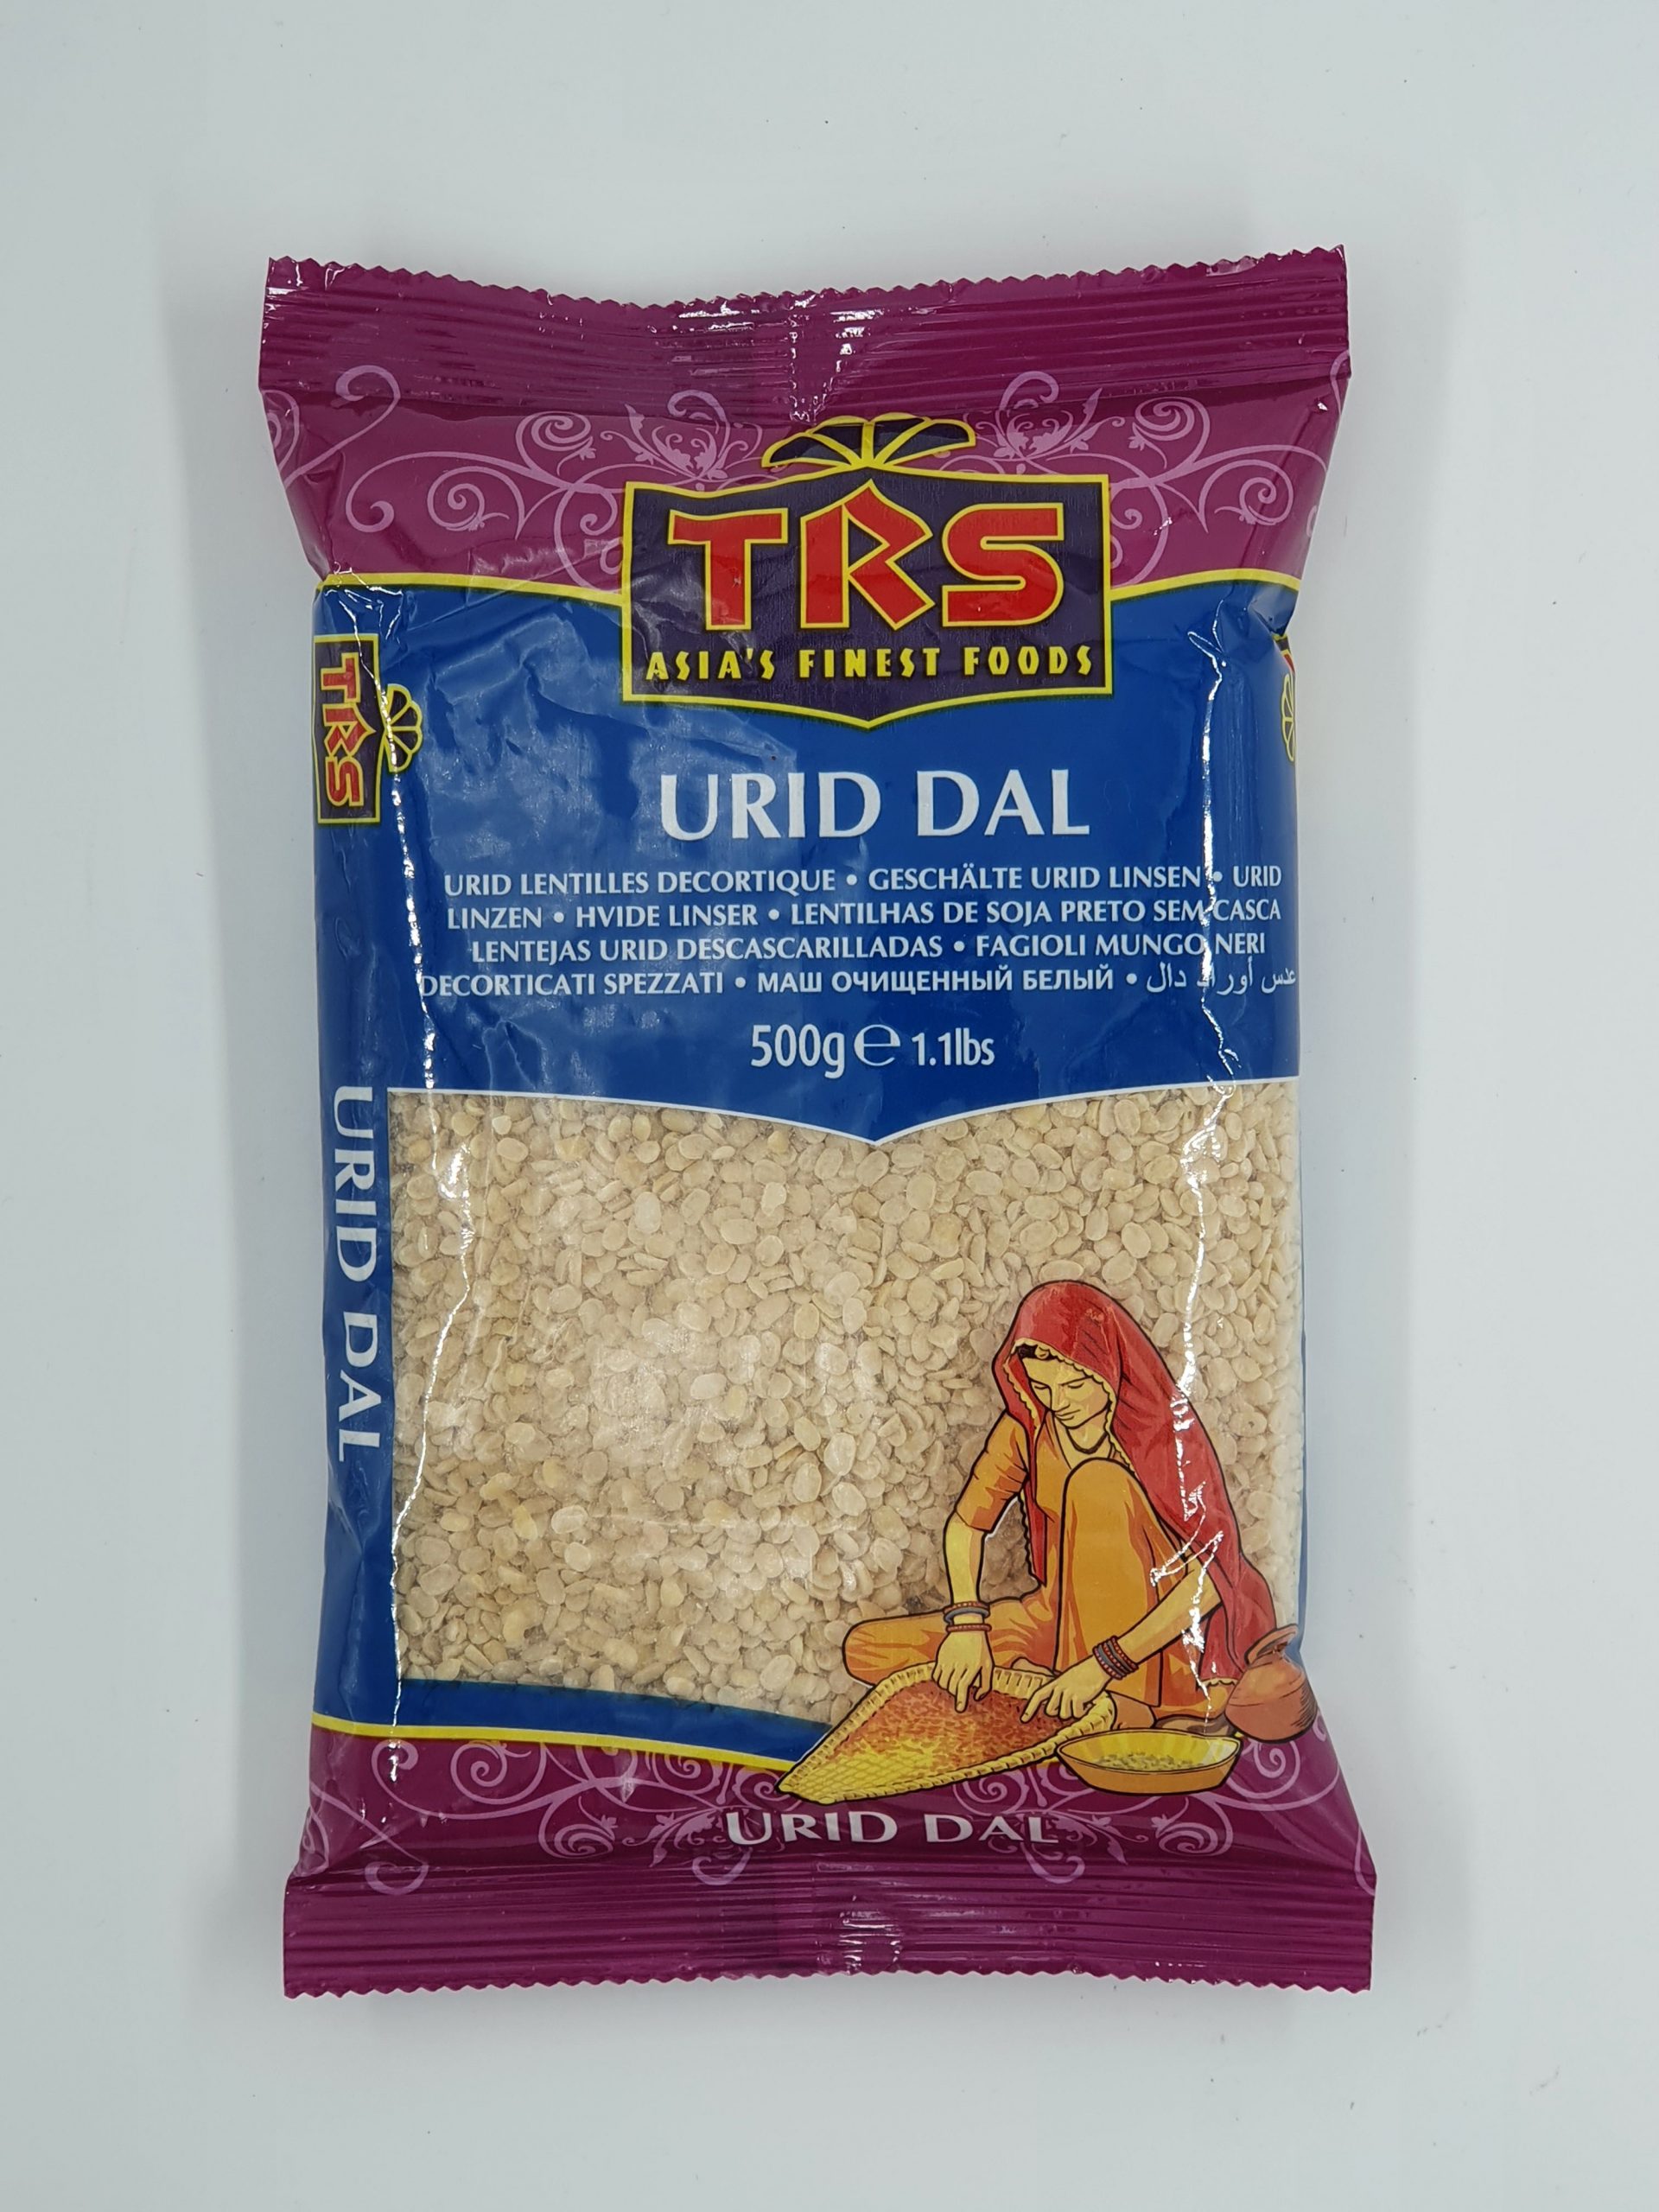 TRS
ASIA'S FINEST FOODS
TRS
URID DAL
URID LENTILLES DECORTIQUE • GESCHÄLTE URID LINSEN • URID
LINZEN • HVIDE LINSER • LENTILHAS DE SOJA PRETO SEM CASCA
LENTEJAS URID DESCASCARILLADAS • FAGIOLI MUNGO NERI
DECORTICATI SPEZZATI • МАШ ОЧИЩЕННЫЙ БЕЛЫЙ • عدس أوراد دال
500g ℮ 1.1lbs
URID DAL
URID DAL